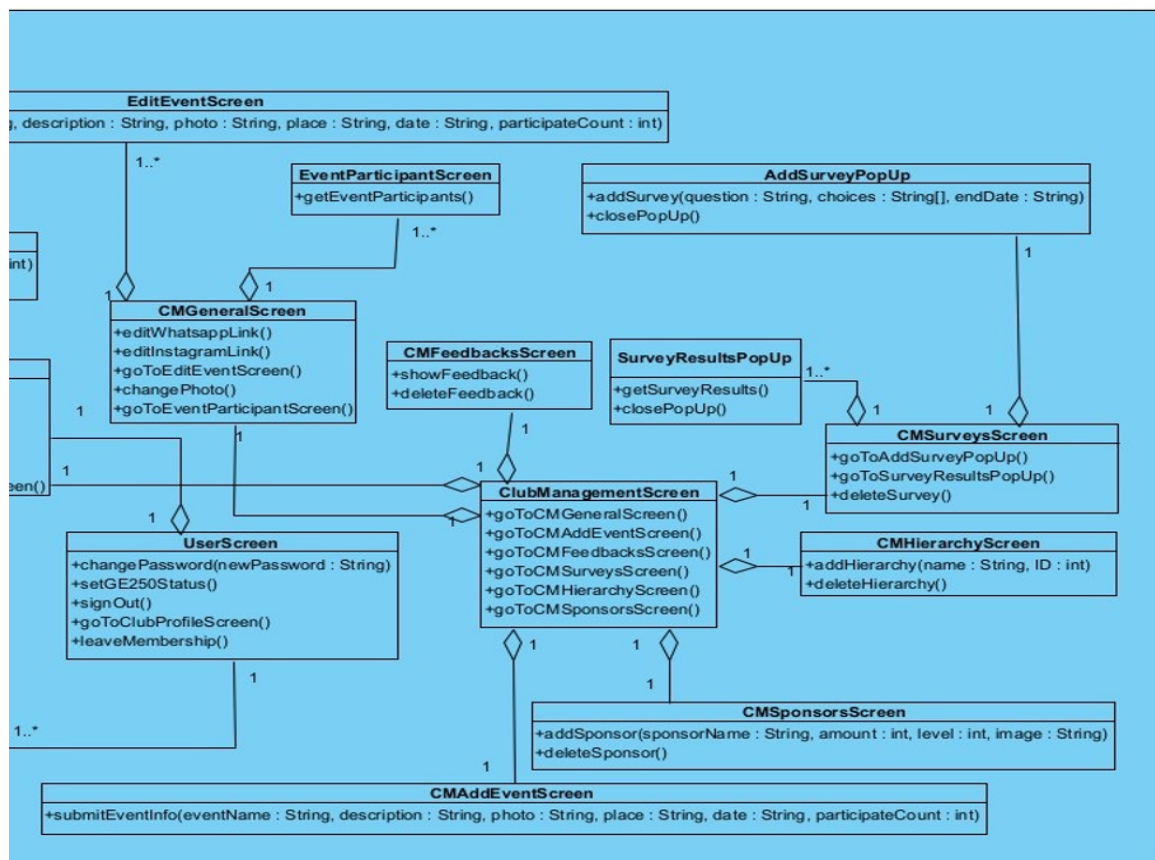 EditEventScreen
g, description : String, photo : String, place : String, date : String, participateCount : int)
1..*
1
EventParticipantScreen
+getEventParticipants()
1..*
1
AddSurveyPopUp
+addSurvey(question : String, choices : String[], endDate : String)
+closePopUp()
1
1
int)
CMGeneralScreen
+editWhatsappLink()
+editInstagramLink()
+goToEditEventScreen()
+changePhoto()
+goToEventParticipantScreen()
1
CMFeedbacksScreen
+showFeedback()
+deleteFeedback()
1
SurveyResultsPopUp
+getSurveyResults()
+closePopUp()
1..*
1
CMSurveysScreen
+goToAddSurveyPopUp()
+goToSurveyResultsPopUp()
+deleteSurvey()
1
1
1
1
een()
1
1
ClubManagementScreen
+goToCMGeneralScreen()
+goToCMAddEventScreen()
+goToCMFeedbacksScreen()
+goToCMSurveysScreen()
+goToCMHierarchyScreen()
+goToCMSponsorsScreen()
CMHierarchyScreen
+addHierarchy(name : String, ID : int)
+deleteHierarchy()
1
1
UserScreen
+changePassword(newPassword : String)
+setGE250Status()
+signOut()
+goToClubProfileScreen()
+leaveMembership()
1
1..*
1
1
1
1
CMSponsorsScreen
+addSponsor(sponsorName : String, amount : int, level : int, image : String)
+deleteSponsor()
CMAddEventScreen
+submitEventInfo(eventName : String, description : String, photo : String, place : String, date : String, participateCount : int)